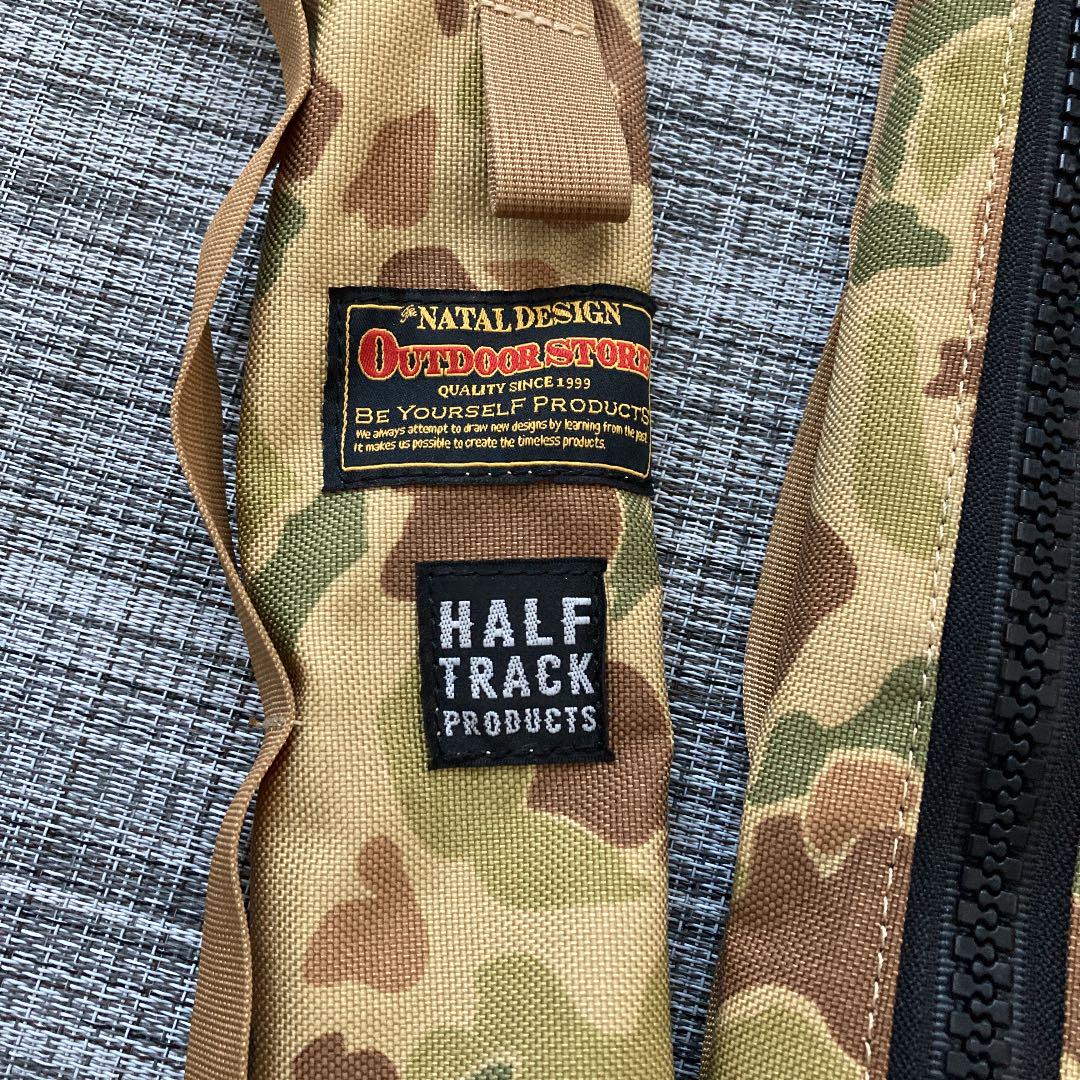 The NATAL DESIGN
OUTDOOR STORE
QUALITY SINCE 1999
BE YOURSELF PRODUCTS
We always attempt to draw new designs by learning from the past
It makes us possible to create the timeless products.
HALF
TRACK
PRODUCTS